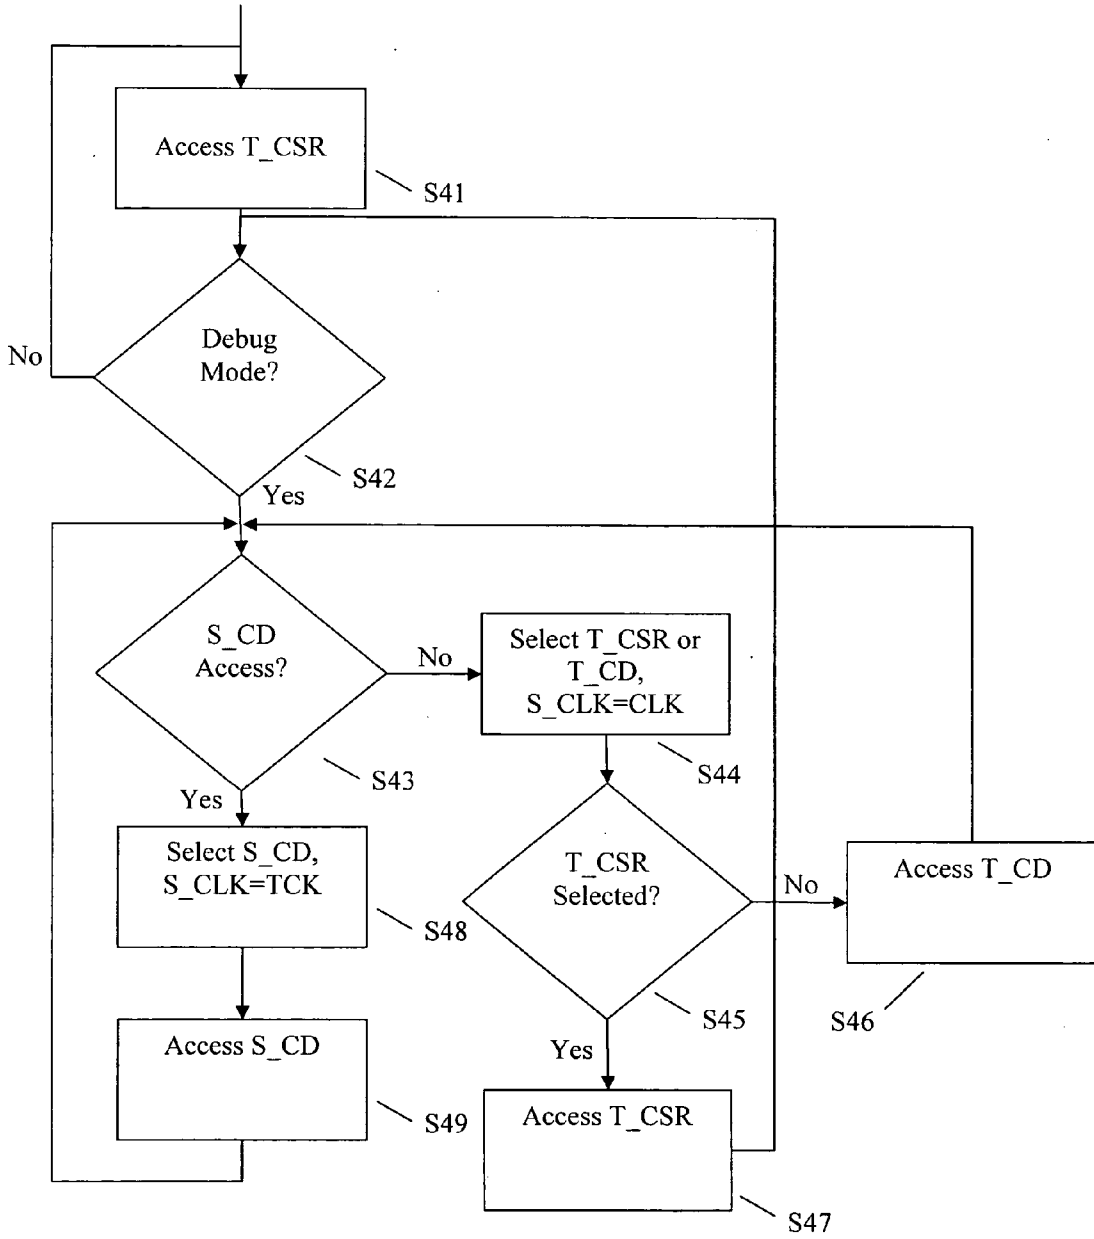 Access T_CSR
S41
Debug
Mode?
No
S42
Yes
S_CD
Access?
No
Select T_CSR or
T_CD,
S_CLK=CLK
S43
S44
Yes
Select S_CD,
S_CLK=TCK
T_CSR
Selected?
No
Access T_CD
S48
S45
S46
Access S_CD
Yes
Access T_CSR
S49
S47